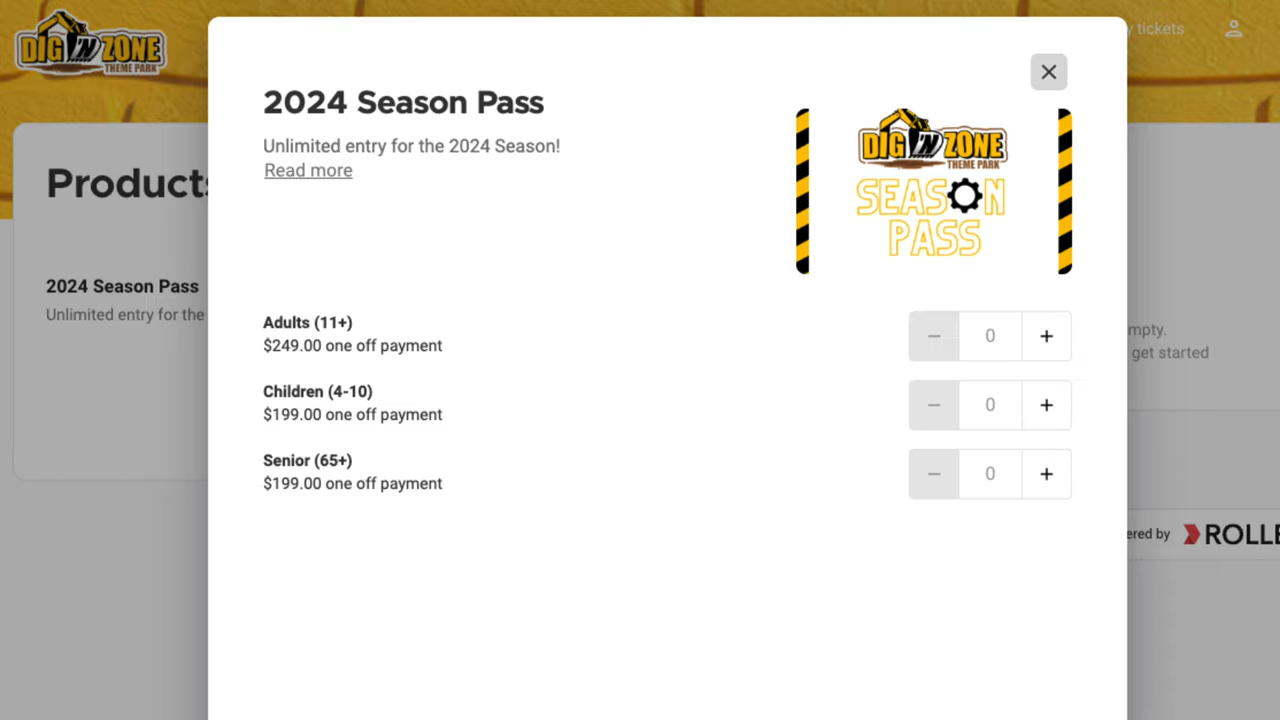 DIG 'N ZONE
THEME PARK
y tickets
2024 Season Pass
Unlimited entry for the 2024 Season!
Read more
DIG 'N ZONE
THEME PARK
SEASON
PASS
Products
2024 Season Pass
Unlimited entry for the
Adults (11+)
$249.00 one off payment
− 0 +
Children (4-10)
$199.00 one off payment
− 0 +
Senior (65+)
$199.00 one off payment
− 0 +
mpty.
get started
ered by ROLLE